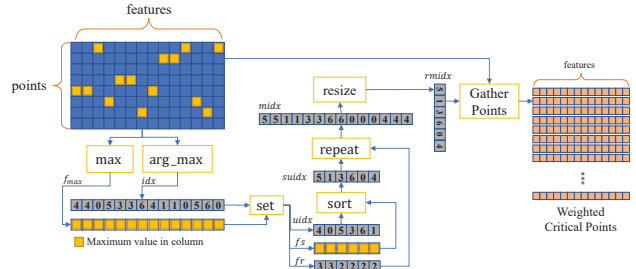 features
points
max
arg_max
f_max
idx
4 4 0 5 3 3 6 4 1 1 0 5 6 0
Maximum value in column
set
resize
midx
5 5 1 1 3 3 6 6 0 0 0 4 4 4
repeat
suidx
5 1 3 6 0 4
sort
uidx
4 0 5 3 6 1
fs
fr
3 3 2 2 2 2
rmidx
5
1
3
6
0
4
Gather
Points
features
Weighted
Critical Points